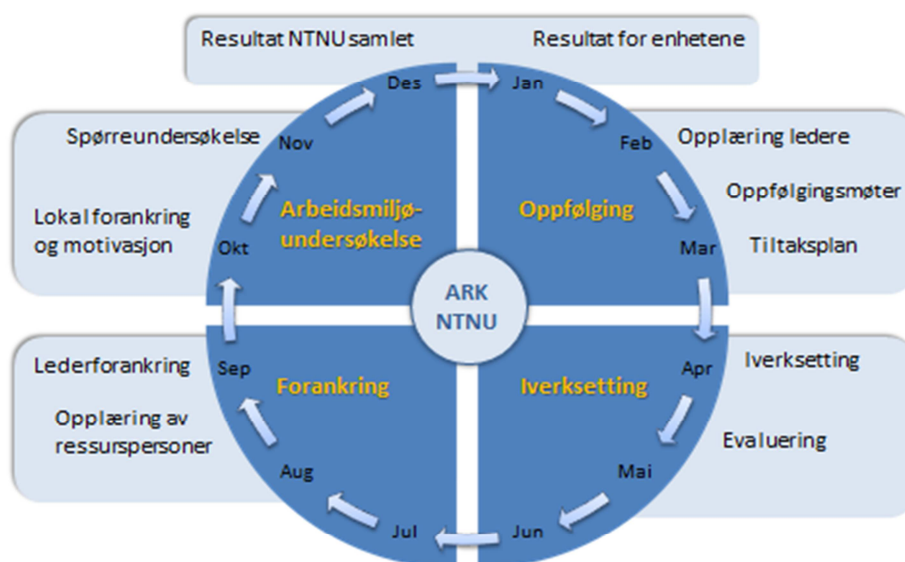 Resultat NTNU samlet
Resultat for enhetene
Des
Jan
Spørreundersøkelse
Nov
Feb
Opplæring ledere
Lokal forankring
og motivasjon
Okt
Arbeidsmiljø-
undersøkelse
Oppfølging
Mar
Oppfølgingsmøter
Tiltaksplan
ARK
NTNU
Lederforankring
Sep
Forankring
Iverksetting
Apr
Iverksetting
Opplæring av
ressurspersoner
Evaluering
Aug
Mai
Jul
Jun